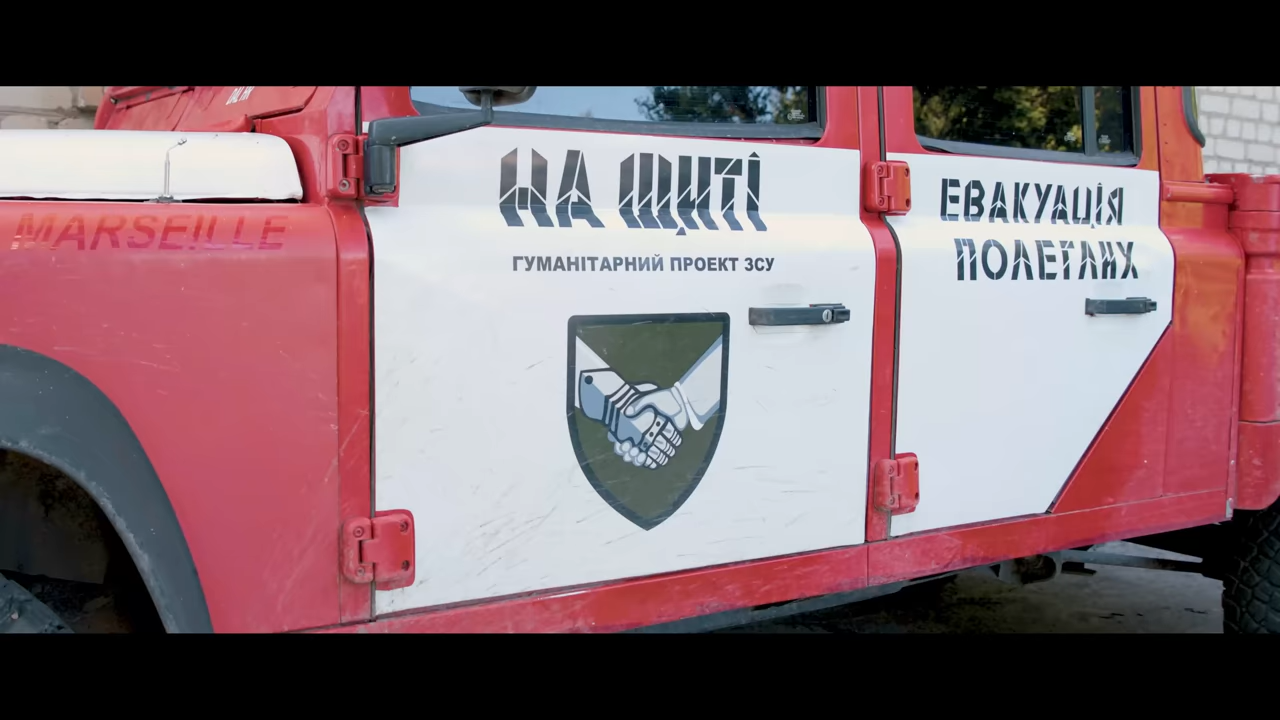 MARSEILLE
НА ЩИТІ
ГУМАНІТАРНИЙ ПРОЕКТ ЗСУ
ЕВАКУАЦІЯ
ПОЛЕГЛИХ